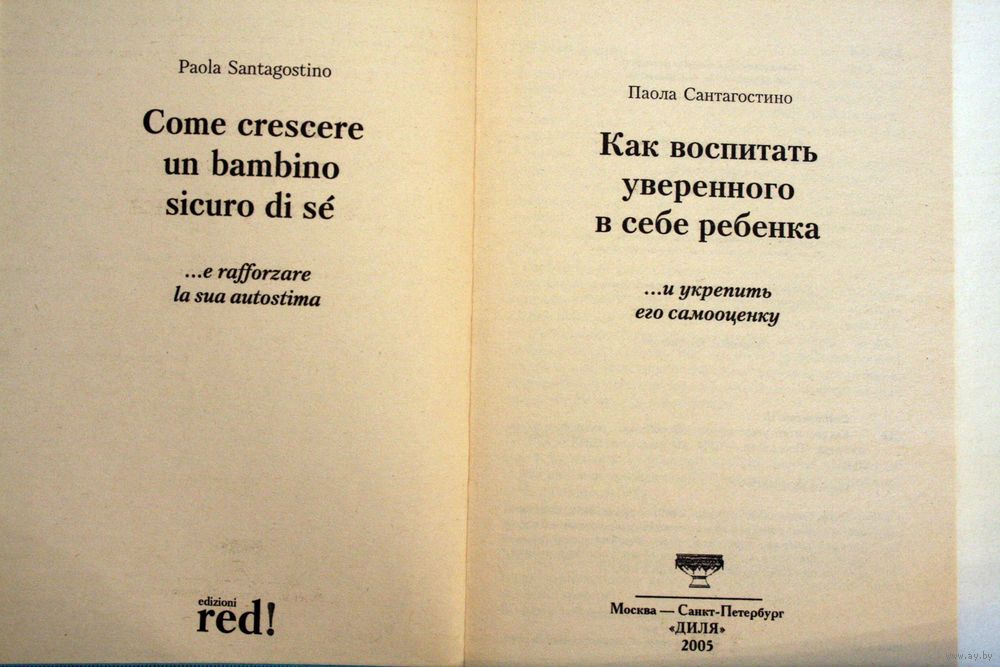 Paola Santagostino
Come crescere
un bambino
sicuro di sé
...e rafforzare
la sua autostima
edizioni
red!
Паола Сантагостино
Как воспитать
уверенного
в себе ребенка
...и укрепить
его самооценку
Москва — Санкт-Петербург
«ДИЛЯ»
2005
www.ay.by